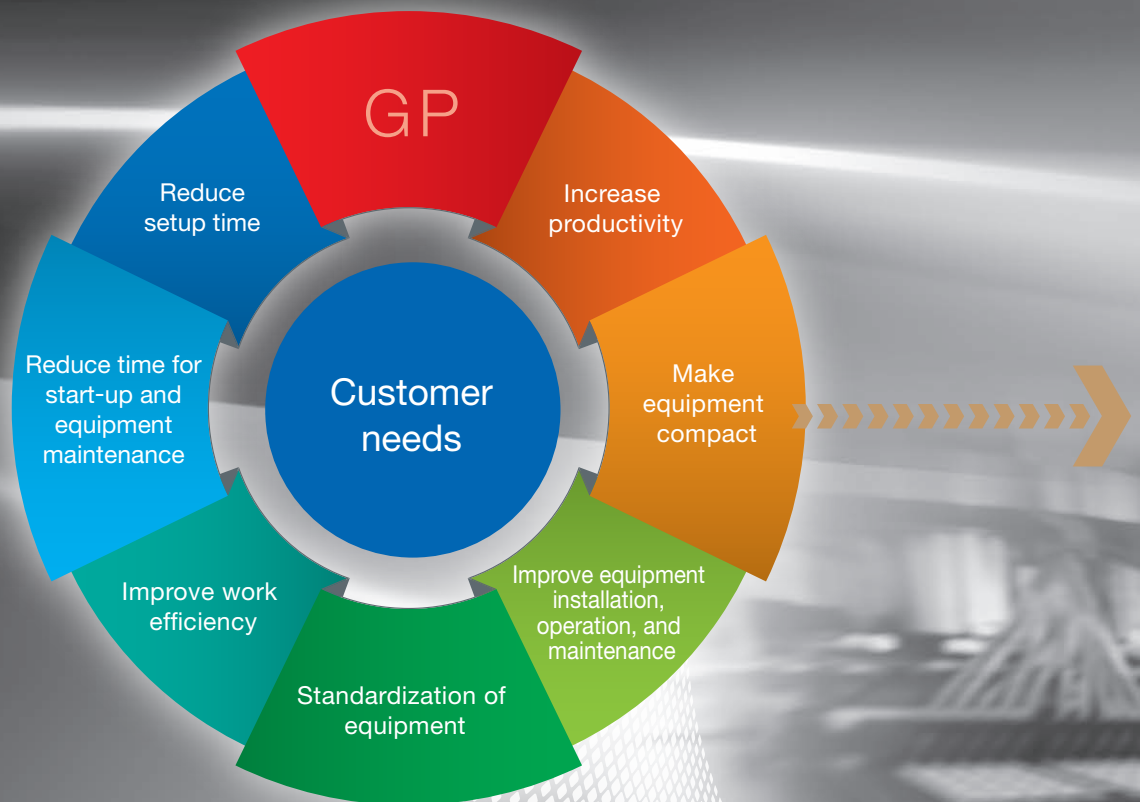 GP
Increase
productivity
Make
equipment
compact
Improve equipment
installation,
operation, and
maintenance
Standardization of
equipment
Improve work
efficiency
Reduce time for
start-up and
equipment
maintenance
Reduce
setup time
Customer
needs